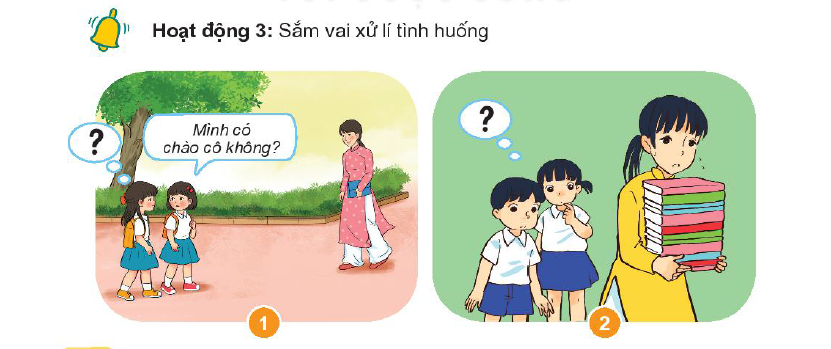 Hoạt động 3: Sắm vai xử lí tình huống
?
Mình có
chào cô không?
?
1
2